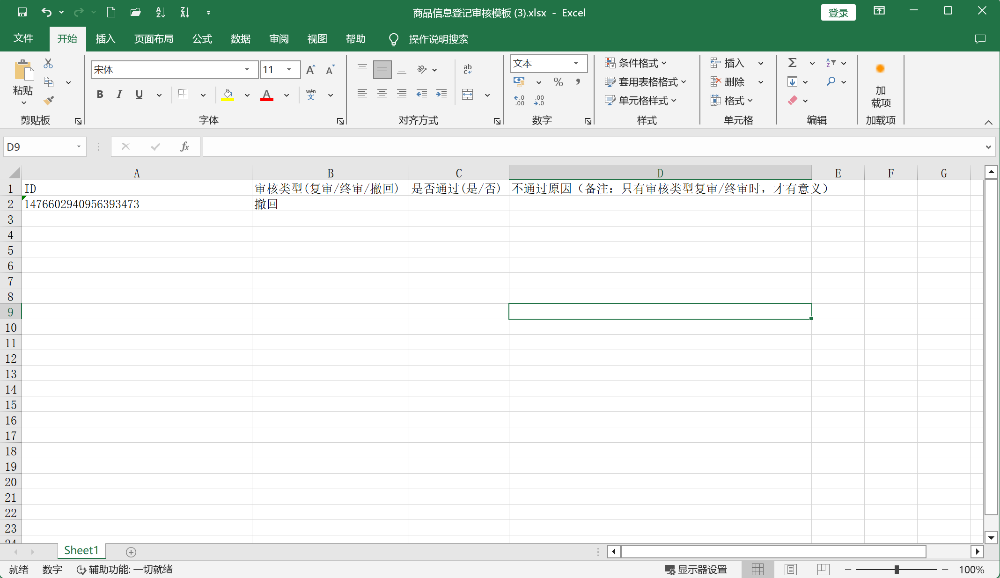 商品信息登记审核模板 (3).xlsx - Excel
登录
文件 开始 插入 页面布局 公式 数据 审阅 视图 帮助 操作说明搜索
粘贴
剪贴板
宋体 11
B I U A wén 文
字体
ab c
对齐方式
文本
% ,
.0 .00 .00 .0
数字
条件格式
套用表格格式
单元格样式
样式
插入
删除
格式
单元格
Σ
编辑
加
载项
加载项
D9 fx
A B C D E F G
1 ID 审核类型(复审/终审/撤回) 是否通过(是/否) 不通过原因（备注：只有审核类型复审/终审时，才有意义）
2 1476602940956393473 撤回
3
4
5
6
7
8
9
10
11
12
13
14
15
16
17
18
19
20
21
22
23
24
Sheet1
就绪 数字 辅助功能: 一切就绪 显示器设置 100%